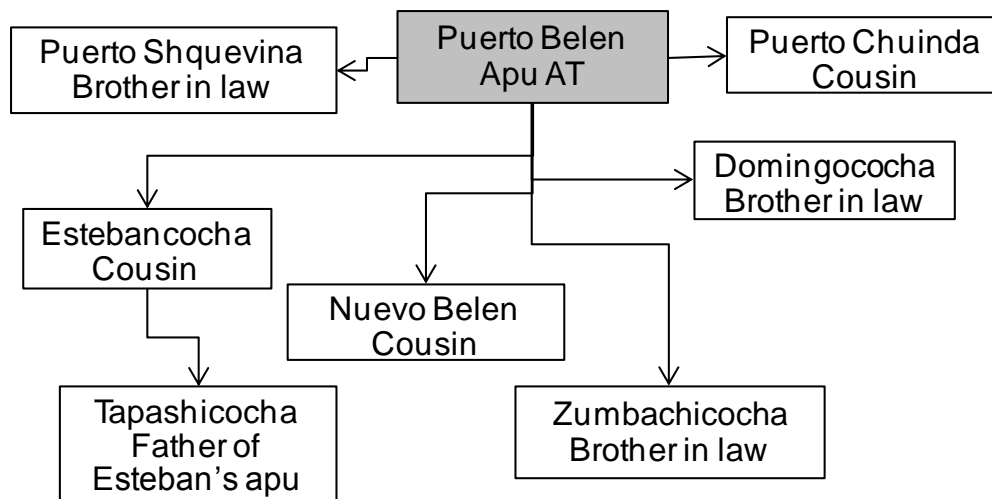 Puerto Shquevina
Brother in law
Puerto Belen
Apu AT
Puerto Chuinda
Cousin
Domingococha
Brother in law
Estebancocha
Cousin
Nuevo Belen
Cousin
Tapashicocha
Father of
Esteban’s apu
Zumbachicocha
Brother in law